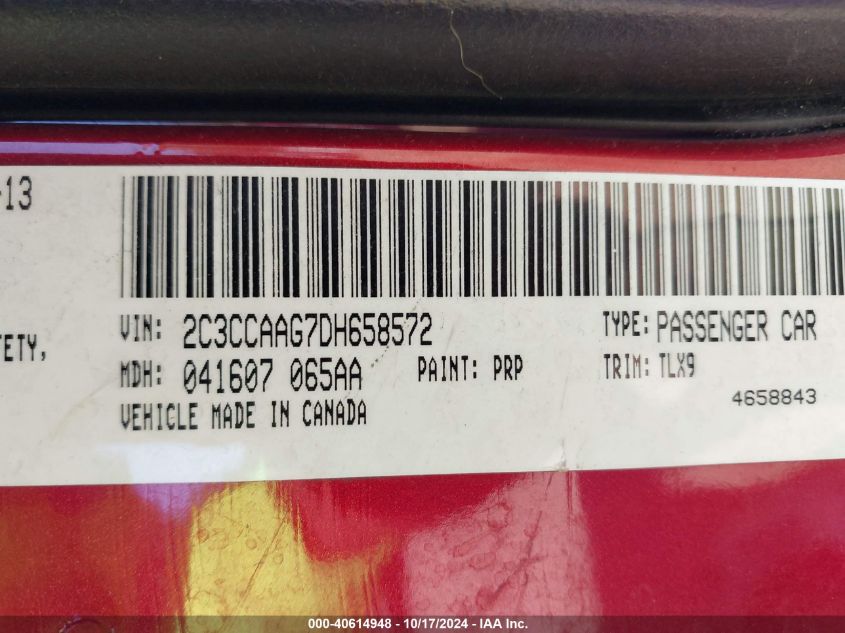 -13
VIN: 2C3CCAAG7DH658572 TYPE: PASSENGER CAR
FETY,
MDH: 041607 065AA PAINT: PRP TRIM: TLX9
VEHICLE MADE IN CANADA 4658843
000-40614948 - 10/17/2024 - IAA Inc.